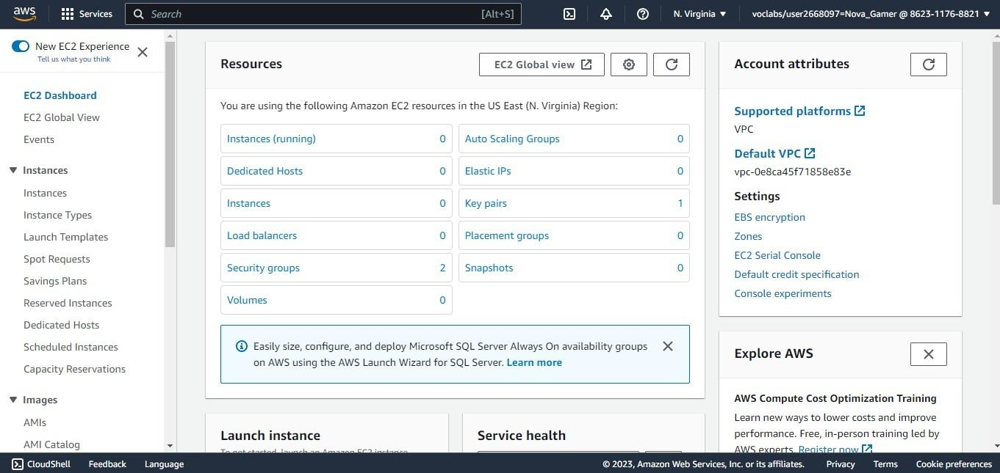 aws
Services
Search
[Alt+S]
N. Virginia
voclabs/user2668097=Nova_Gamer @ 8623-1176-8821
New EC2 Experience
Tell us what you think
EC2 Dashboard
EC2 Global View
Events
Instances
Instances
Instance Types
Launch Templates
Spot Requests
Savings Plans
Reserved Instances
Dedicated Hosts
Scheduled Instances
Capacity Reservations
Images
AMIs
AMI Catalog
Resources
EC2 Global view
You are using the following Amazon EC2 resources in the US East (N. Virginia) Region:
Instances (running) 0
Auto Scaling Groups 0
Dedicated Hosts 0
Elastic IPs 0
Instances 0
Key pairs 1
Load balancers 0
Placement groups 0
Security groups 2
Snapshots 0
Volumes 0
Easily size, configure, and deploy Microsoft SQL Server Always On availability groups
on AWS using the AWS Launch Wizard for SQL Server. Learn more
Launch instance
To get started, launch an Amazon EC2 instance
Service health
Account attributes
Supported platforms
VPC
Default VPC
vpc-0e8ca45f71858e83e
Settings
EBS encryption
Zones
EC2 Serial Console
Default credit specification
Console experiments
Explore AWS
AWS Compute Cost Optimization Training
Learn new ways to lower costs and improve
performance. Free, in-person training led by
AWS experts. Register now
CloudShell
Feedback
Language
© 2023, Amazon Web Services, Inc. or its affiliates.
Privacy
Terms
Cookie preferences